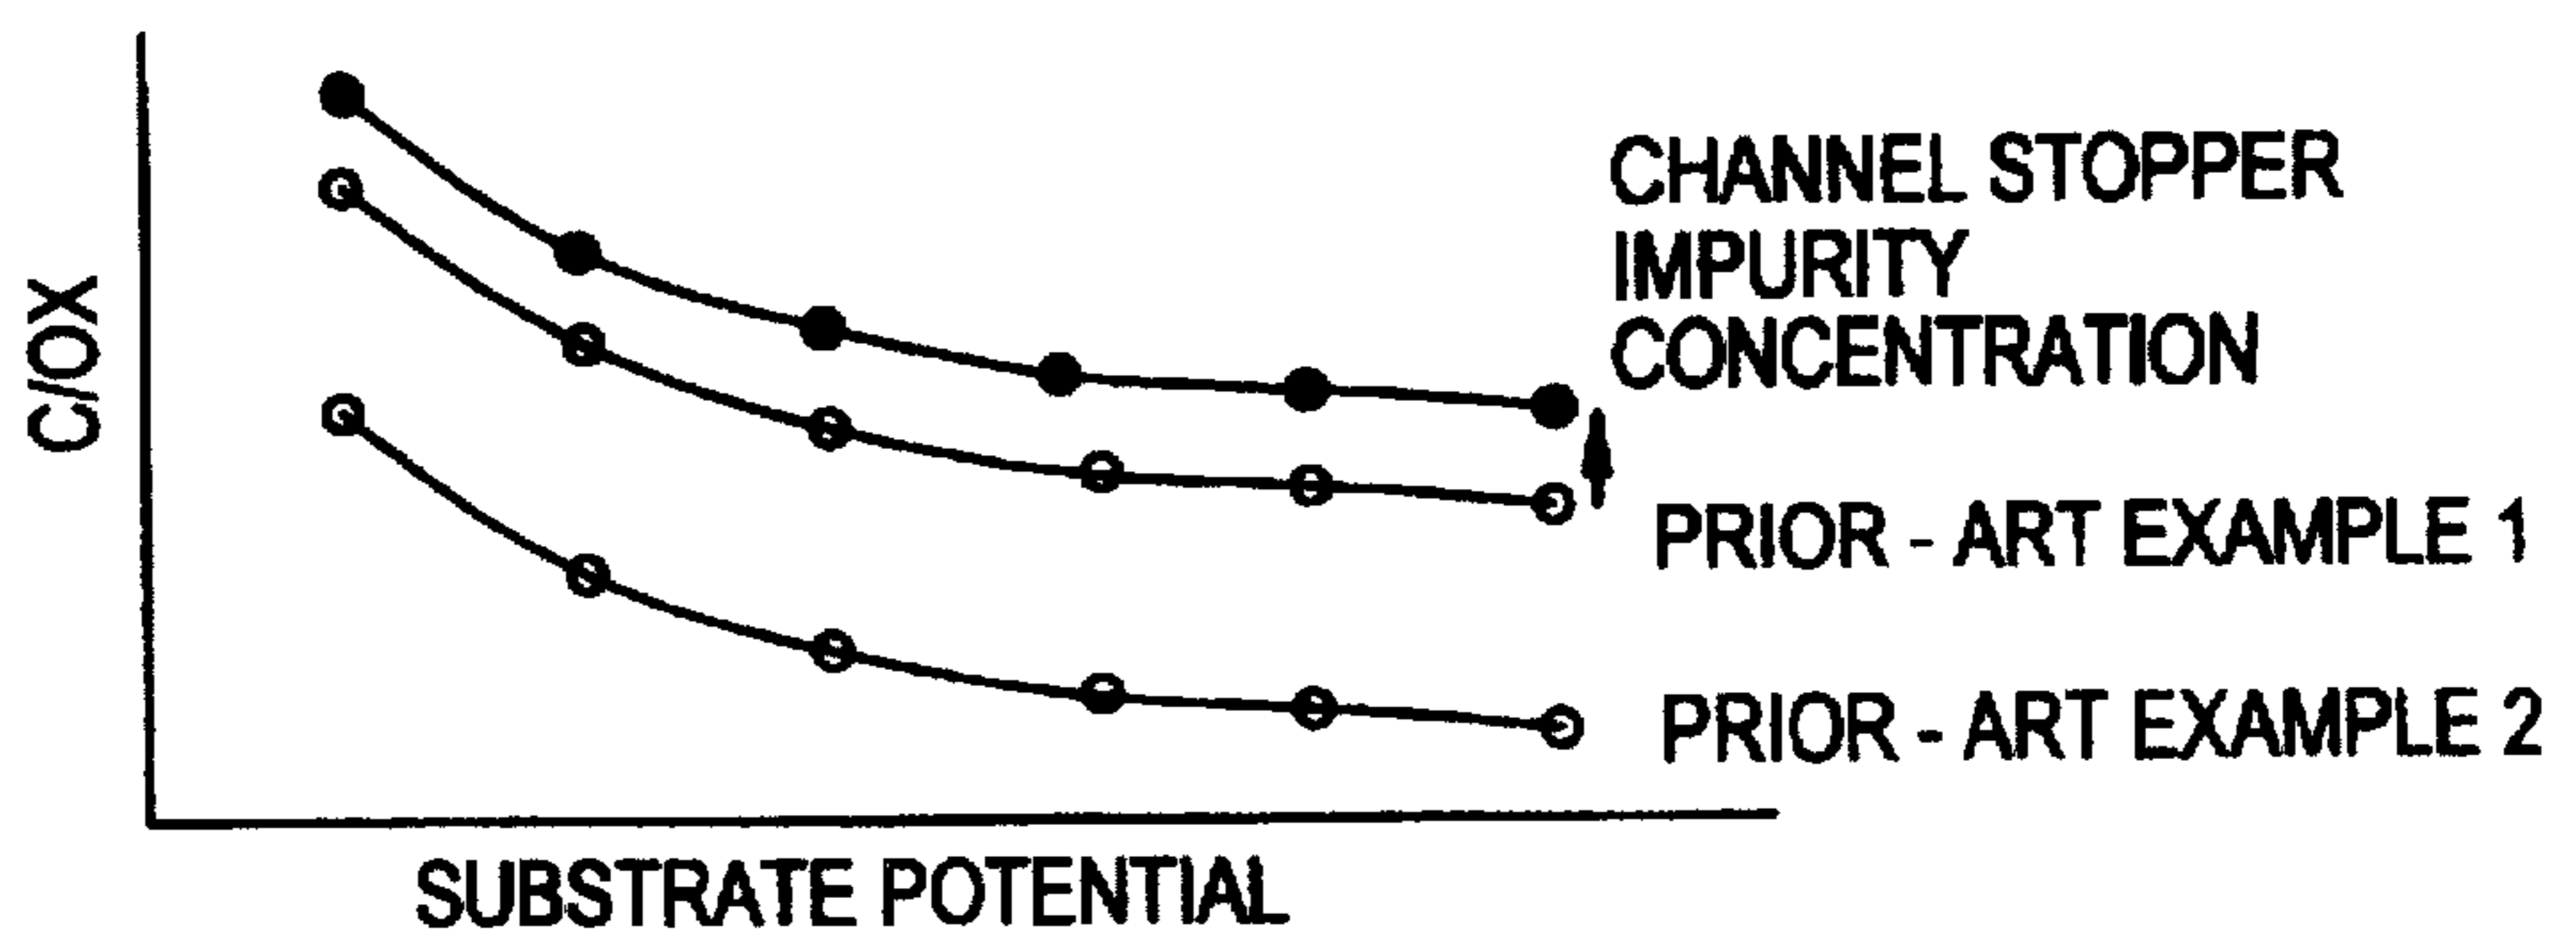 C/OX
CHANNEL STOPPER
IMPURITY
CONCENTRATION
PRIOR - ART EXAMPLE 1
PRIOR - ART EXAMPLE 2
SUBSTRATE POTENTIAL